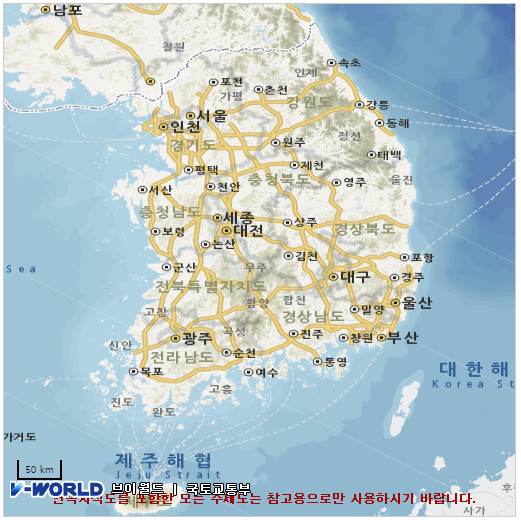 남포
철원
속초
인제
포천
가평
춘천
강원도
강릉
서울
동해
인천
경기도
원주
정선
태백
제천
평택
충청북도
영주
울진
서산
천안
충청남도
세종
상주
보령
대전
경상북도
논산
김천
포항
군산
무주
대구
경주
전북특별자치도
함양
합천
울산
고창
경상남도
밀양
곡성
진주
창원
부산
광주
신안
전라남도
순천
통영
목포
여수
고흥
대한해
Korea St
진도
완도
Sea
가거도
제주해협
Jeju Strait
50 km
V-WORLD 브이월드 | 국토교통부
연속지적도를 포함한 모든 주제도는 참고용으로만 사용하시기 바랍니다.
사가